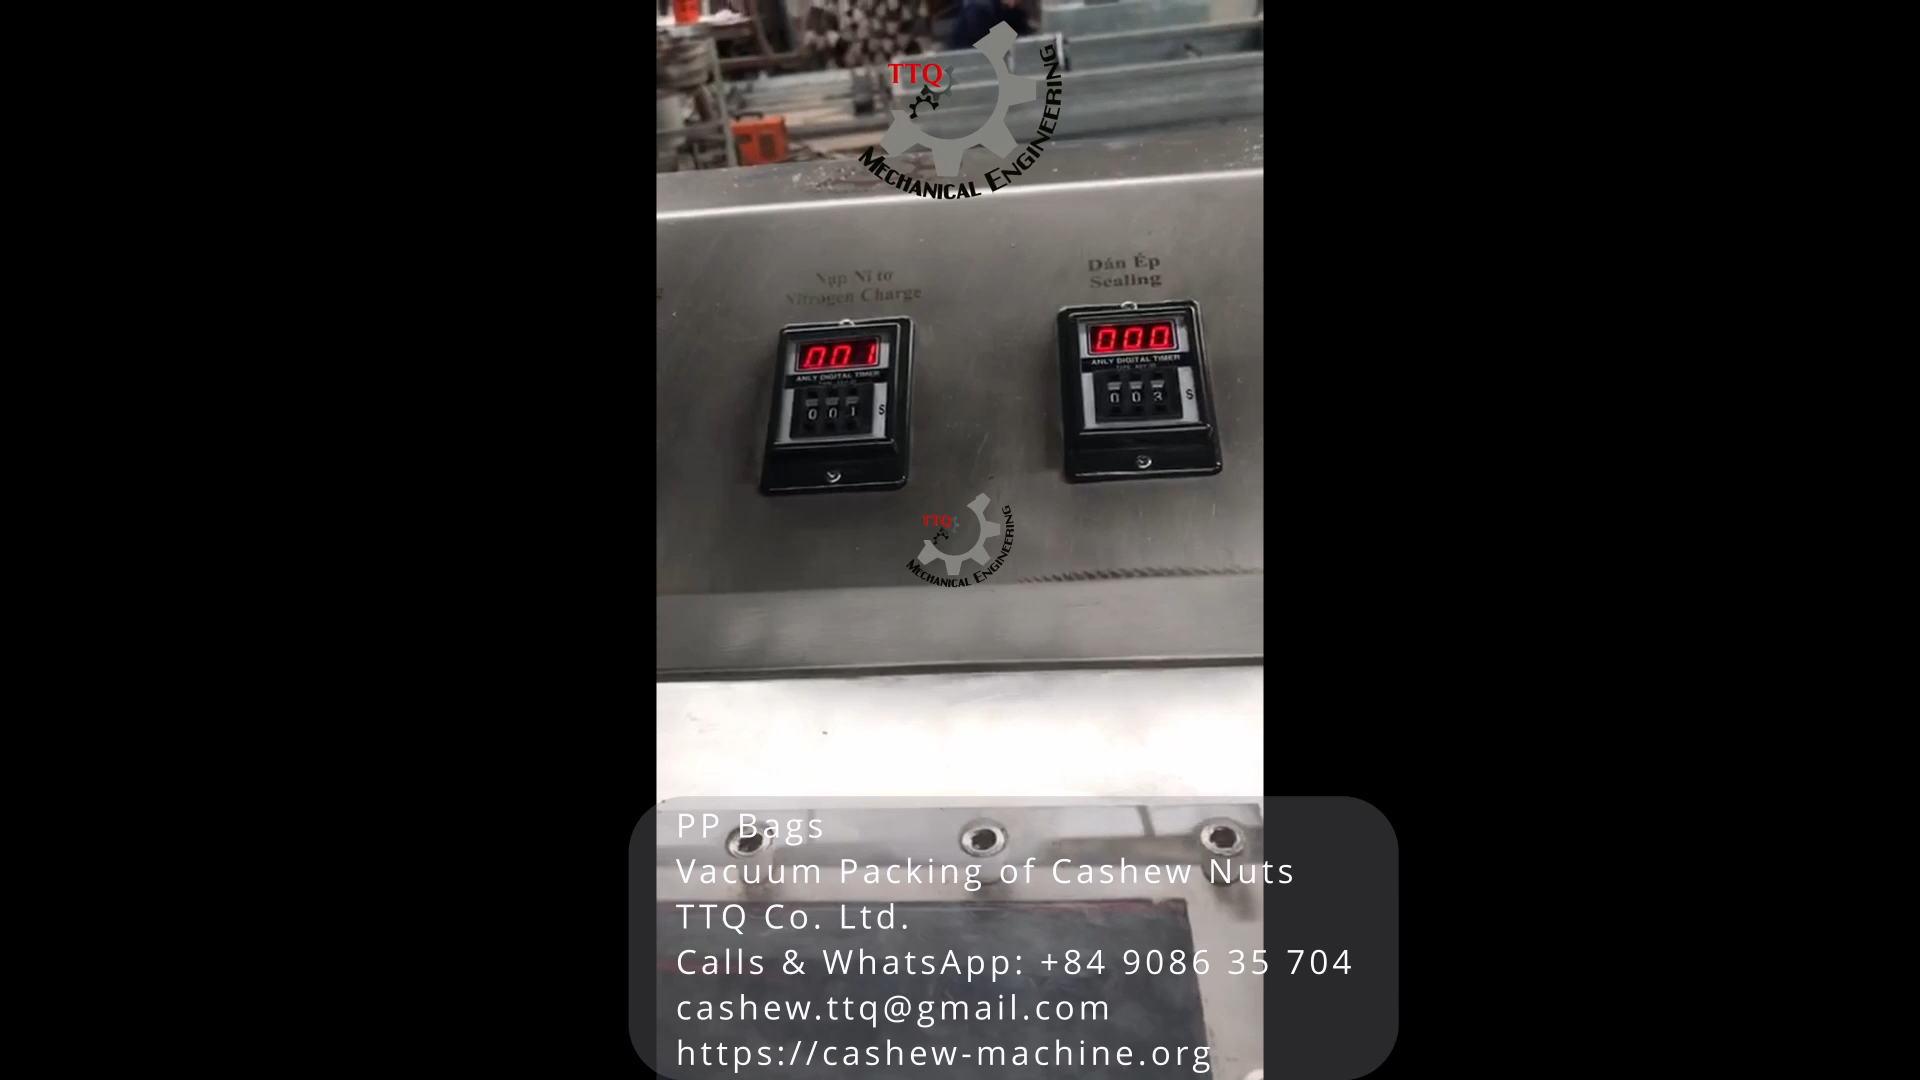 TTQ
MECHANICAL ENGINEERING
Nạp Ni tơ
Nitrogen Charge
Dán Ép
Sealing
001
ANLY DIGITAL TIMER
0 0 1
S
000
ANLY DIGITAL TIMER
0 0 3
S
TTQ
MECHANICAL ENGINEERING
PP Bags
Vacuum Packing of Cashew Nuts
TTQ Co. Ltd.
Calls & WhatsApp: +84 9086 35 704
cashew.ttq@gmail.com
https://cashew-machine.org